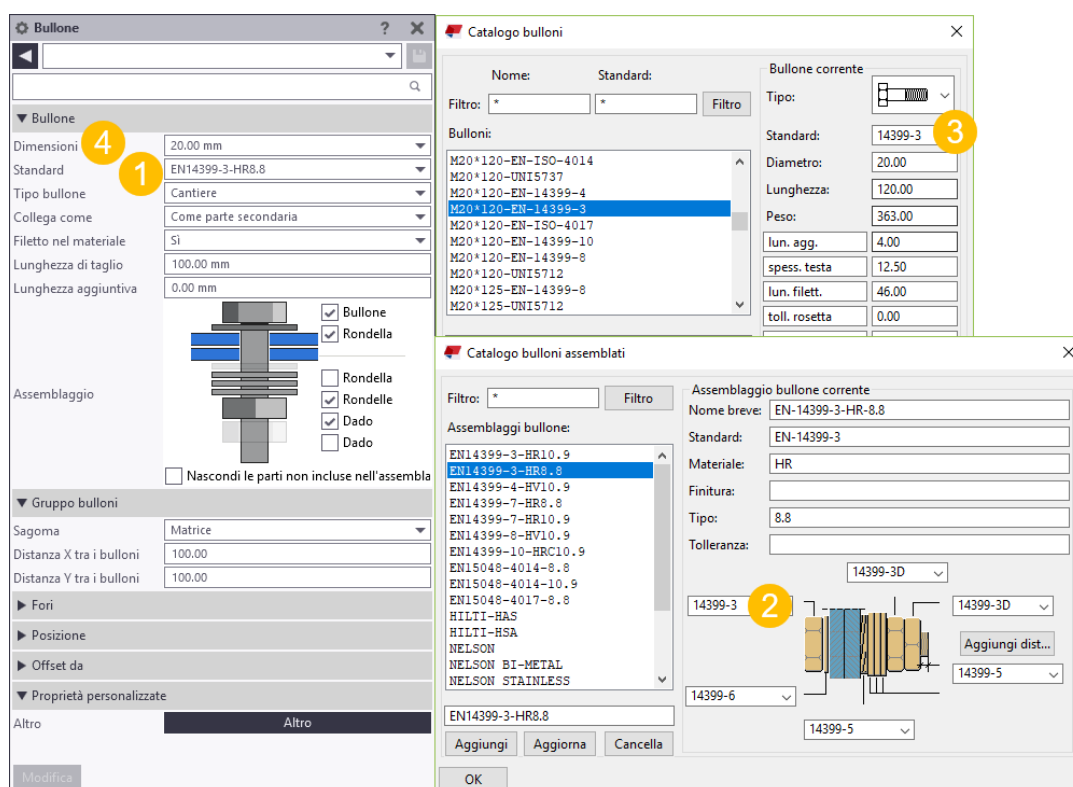 Bullone ? 
▼ Bullone
Dimensioni 4 20.00 mm
Standard 1 EN14399-3-HR8.8
Tipo bullone Cantiere
Collega come Come parte secondaria
Filetto nel materiale Sì
Lunghezza di taglio 100.00 mm
Lunghezza aggiuntiva 0.00 mm
Bullone
Rondella
Assemblaggio
Rondella
Rondelle
Dado
Dado
Nascondi le parti non incluse nell'assembla
▼ Gruppo bulloni
Sagoma Matrice
Distanza X tra i bulloni 100.00
Distanza Y tra i bulloni 100.00
▶ Fori
▶ Posizione
▶ Offset da
▼ Proprietà personalizzate
Altro Altro
Modifica
Catalogo bulloni
Nome: Standard:
Filtro: * * Filtro
Bulloni:
M20*120-EN-ISO-4014
M20*120-UNI5737
M20*120-EN-14399-4
M20*120-EN-14399-3
M20*120-EN-ISO-4017
M20*120-EN-14399-10
M20*120-EN-14399-8
M20*120-UNI5712
M20*125-EN-14399-8
M20*125-UNI5712
Bullone corrente
Tipo:
Standard: 14399-3 3
Diametro: 20.00
Lunghezza: 120.00
Peso: 363.00
lun. agg. 4.00
spess. testa 12.50
lun. filett. 46.00
toll. rosetta 0.00
Catalogo bulloni assemblati
Filtro: * Filtro
Assemblaggi bullone:
EN14399-3-HR10.9
EN14399-3-HR8.8
EN14399-4-HV10.9
EN14399-7-HR8.8
EN14399-7-HR10.9
EN14399-8-HV10.9
EN14399-10-HRC10.9
EN15048-4014-8.8
EN15048-4014-10.9
EN15048-4017-8.8
HILTI-HAS
HILTI-HSA
NELSON
NELSON BI-METAL
NELSON STAINLESS
EN14399-3-HR8.8
Aggiungi Aggiorna Cancella
OK
Assemblaggio bullone corrente
Nome breve: EN-14399-3-HR-8.8
Standard: EN-14399-3
Materiale: HR
Finitura:
Tipo: 8.8
Tolleranza:
14399-3D
14399-3 2 14399-3D
Aggiungi dist...
14399-5
14399-6
14399-5